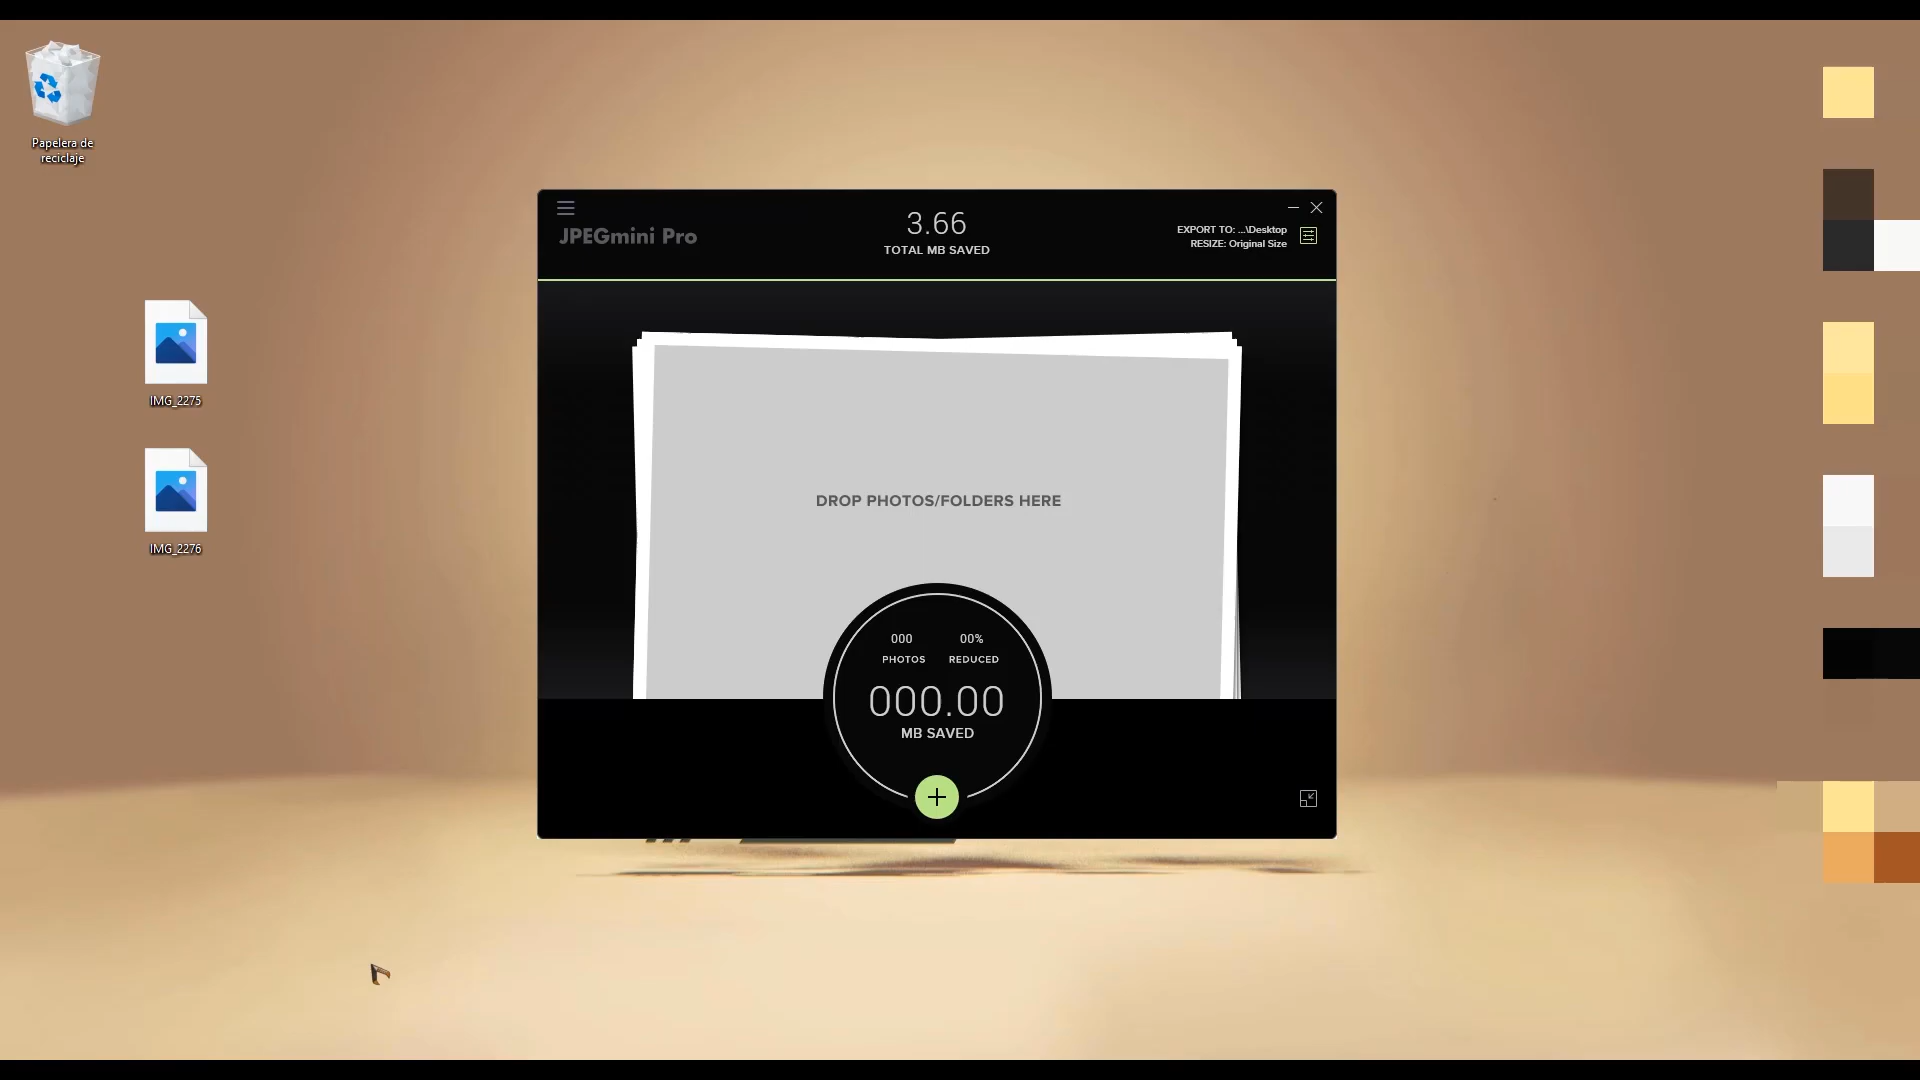 Papelera de
reciclaje
IMG_2275
IMG_2276
JPEGmini Pro
3.66
TOTAL MB SAVED
EXPORT TO: ...\Desktop
RESIZE: Original Size
DROP PHOTOS/FOLDERS HERE
000 00%
PHOTOS REDUCED
000.00
MB SAVED